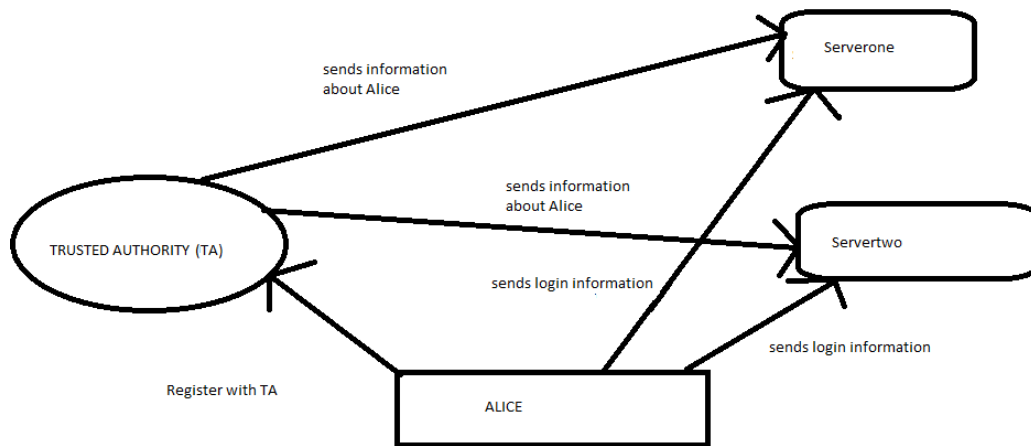 Serverone
sends information
about Alice
sends information
about Alice
TRUSTED AUTHORITY (TA)
Servertwo
sends login information
sends login information
Register with TA
ALICE